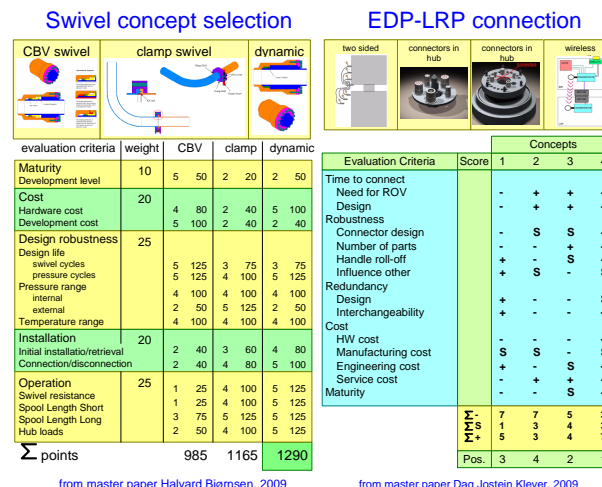 Swivel concept selection
CBV swivel clamp swivel dynamic
evaluation criteria weight CBV clamp dynamic
Maturity 10
Development level 5 50 2 20 2 50
Cost 20
Hardware cost 4 80 2 40 5 100
Development cost 5 100 2 40 2 40
Design robustness 25
Design life
swivel cycles 5 125 3 75 3 75
pressure cycles 5 125 4 100 5 125
Pressure range
internal 4 100 4 100 4 100
external 2 50 5 125 2 50
Temperature range 4 100 4 100 4 100
Installation 20
Initial installatio/retrieval 2 40 3 60 4 80
Connection/disconnection 2 40 4 80 5 100
Operation 25
Swivel resistance 1 25 4 100 5 125
Spool Length Short 1 25 4 100 5 125
Spool Length Long 3 75 5 125 5 125
Hub loads 2 50 4 100 5 125
Σ points 985 1165 1290
from master paper Halvard Bjørnsen, 2009
EDP-LRP connection
two sided connectors in hub connectors in hub wireless
Concepts
Evaluation Criteria Score 1 2 3
Time to connect
Need for ROV - + +
Design - + +
Robustness
Connector design - S S
Number of parts - - +
Handle roll-off + - S
Influence other + S -
Redundancy
Design + - -
Interchangeability + - -
Cost
HW cost - - -
Manufacturing cost S S -
Engineering cost + - S
Service cost - + +
Maturity - - S
Σ- 7 7 5
ΣS 1 3 4
Σ+ 5 3 4
Pos. 3 4 2
from master paper Dag Jostein Klever, 2009